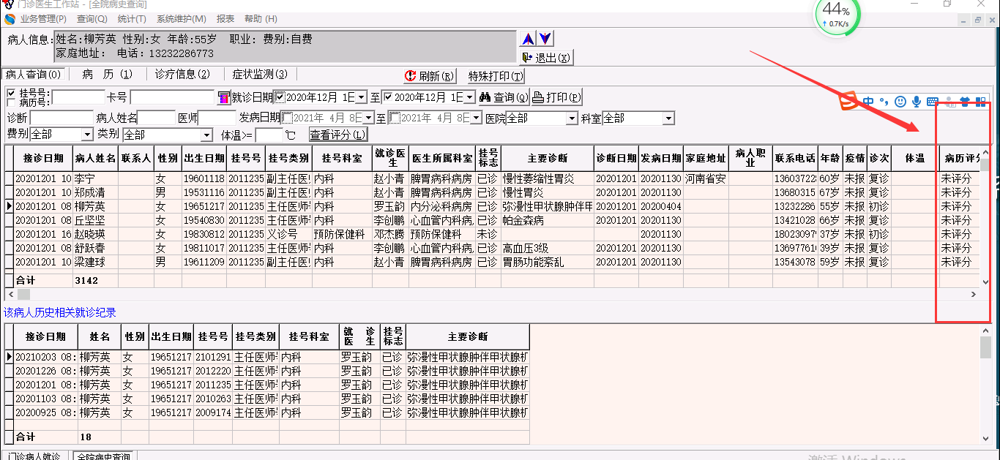 门诊医生工作站 - [全院病史查询]
业务管理(P) 查询(Q) 统计(T) 系统维护(M) 报表 帮助 (H)
44%
↑ 0.7K/s
病人信息: 姓名:柳芳英 性别:女 年龄:55岁 职业: 费别:自费
家庭地址: 电话: 13232286773
退出(X)
病人查询(0) 病 历 (1) 诊疗信息(2) 症状监测(3) 刷新(R) 特殊打印(T)
挂号号: 病历号: 卡号 就诊日期 2020年12月 1日 至 2020年12月 1日 查询(Q) 打印(P)
中
诊断 病人姓名 医师 发病日期 2021年 4月 8日 至 2021年 4月 8日 医院 全部 科室 全部
费别 全部 类别 全部 体温>= ℃ 查看评分(L)
接诊日期 病人姓名 联系人 性别 出生日期 挂号号 挂号类别 挂号科室 就诊医生 医生所属科室 挂号标志 主要诊断 诊断日期 发病日期 家庭地址 病人职业 联系电话 年龄 疫情 诊次 体温 病历评分
20201201 10 李宁 女 19601118 2011235 副主任医 内科 赵小青 脾胃病科病房 已诊 慢性萎缩性胃炎 20201201 20201130 河南省安 13603722 60岁 未报 复诊 未评分
20201201 10 郑成清 男 19531116 2011235 副主任医 内科 赵小青 脾胃病科病房 已诊 慢性胃炎 20201201 20201130 13680315 67岁 未报 复诊 未评分
20201201 08 柳芳英 女 19651217 2011235 主任医师 内科 罗玉韵 内分泌科病房 已诊 弥漫性甲状腺肿伴甲 20201201 20200404 13232286 55岁 未报 初诊 未评分
20201201 08 丘坚坚 女 19540830 2011235 主任医师 内科 李创鹏 心血管内科病 已诊 帕金森病 20201201 20201130 13421028 66岁 未报 复诊 未评分
20201201 16 赵晓瑛 女 19830812 2011235 义诊号 预防保健科 邓杰腾 预防保健科 未诊 20201130 18023097 37岁 未报 初诊 未评分
20201201 08 舒跃春 女 19811017 2011235 主任医师 内科 李创鹏 心血管内科病 已诊 高血压3级 20201201 20201130 13697761 39岁 未报 复诊 未评分
20201201 10 梁建球 男 19611209 2011235 副主任医 内科 赵小青 脾胃病科病房 已诊 胃肠功能紊乱 20201201 20201130 13543078 59岁 未报 复诊 未评分
合计 3142
该病人历史相关就诊纪录
接诊日期 姓名 性别 出生日期 挂号号 挂号类别 挂号科室 就诊医生 挂号标志 主要诊断
20210203 08: 柳芳英 女 19651217 2101291 主任医师 内科 罗玉韵 已诊 弥漫性甲状腺肿伴甲状腺机
20201226 08: 柳芳英 女 19651217 2012220 主任医师 内科 罗玉韵 已诊 弥漫性甲状腺肿伴甲状腺机
20201201 08: 柳芳英 女 19651217 2011235 主任医师 内科 罗玉韵 已诊 弥漫性甲状腺肿伴甲状腺机
20201103 08: 柳芳英 女 19651217 2010263 主任医师 内科 罗玉韵 已诊 弥漫性甲状腺肿伴甲状腺机
20200925 08: 柳芳英 女 19651217 2009174 主任医师 内科 罗玉韵 已诊 弥漫性甲状腺肿伴甲状腺机
合计 18
激活 Windows
门诊病人就诊 全院病史查询